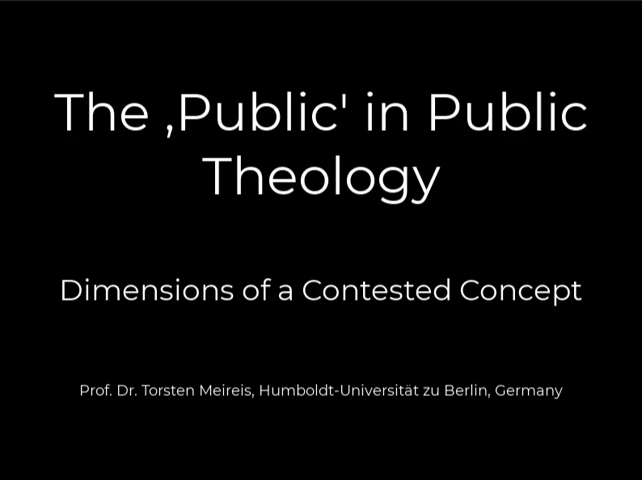 The ‚Public' in Public
Theology
Dimensions of a Contested Concept
Prof. Dr. Torsten Meireis, Humboldt-Universität zu Berlin, Germany